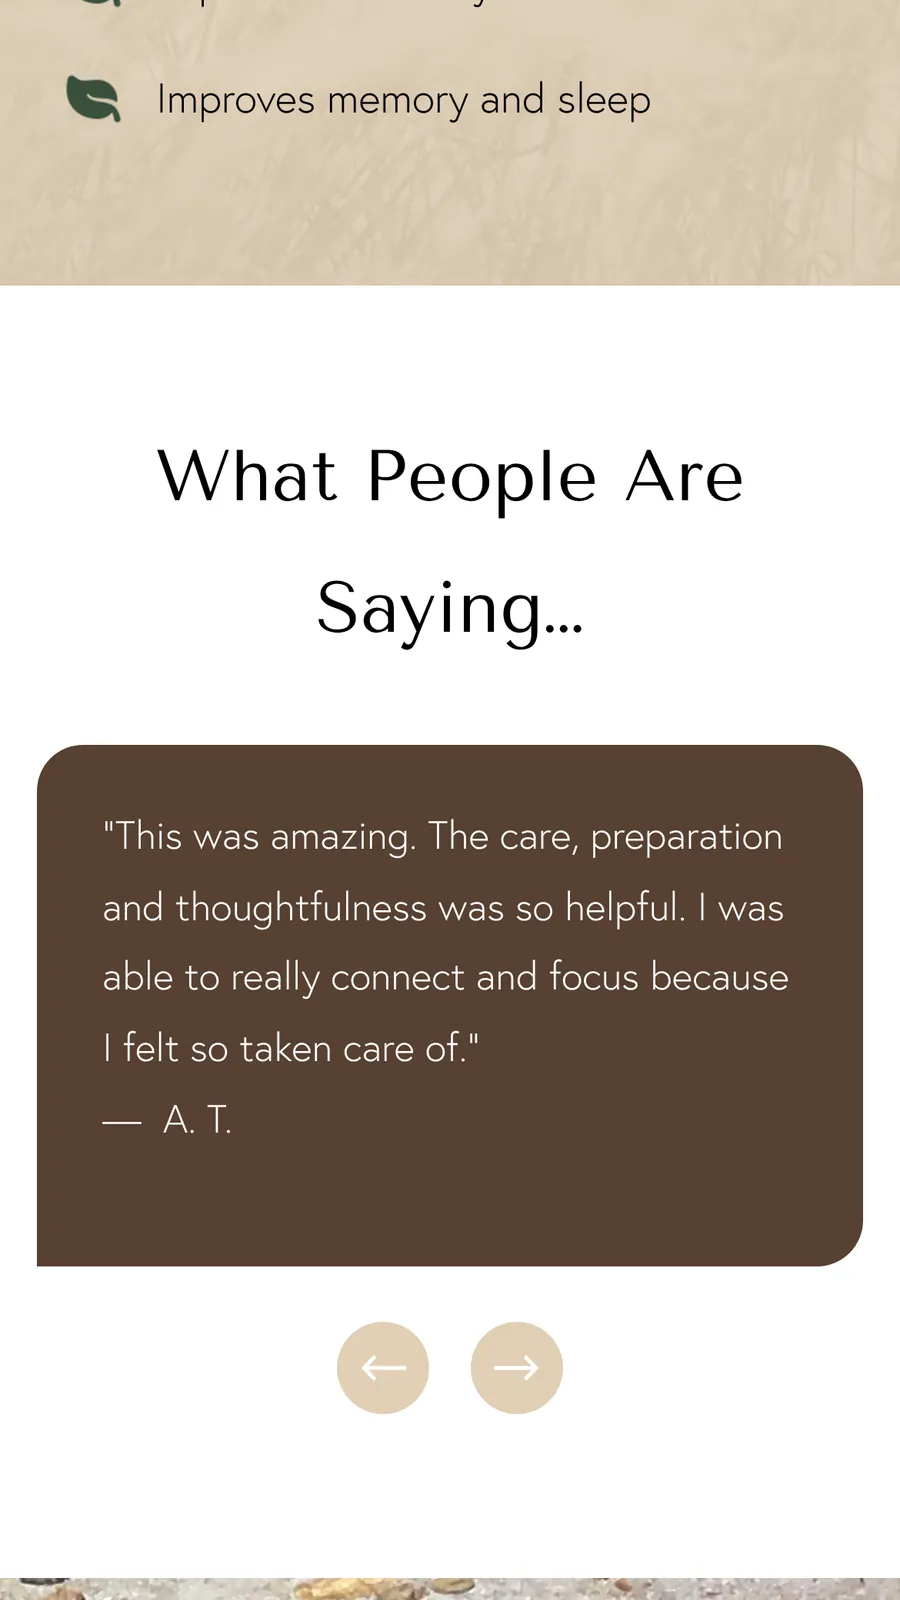 Improves memory and sleep
What People Are
Saying...
"This was amazing. The care, preparation
and thoughtfulness was so helpful. I was
able to really connect and focus because
I felt so taken care of."
— A. T.